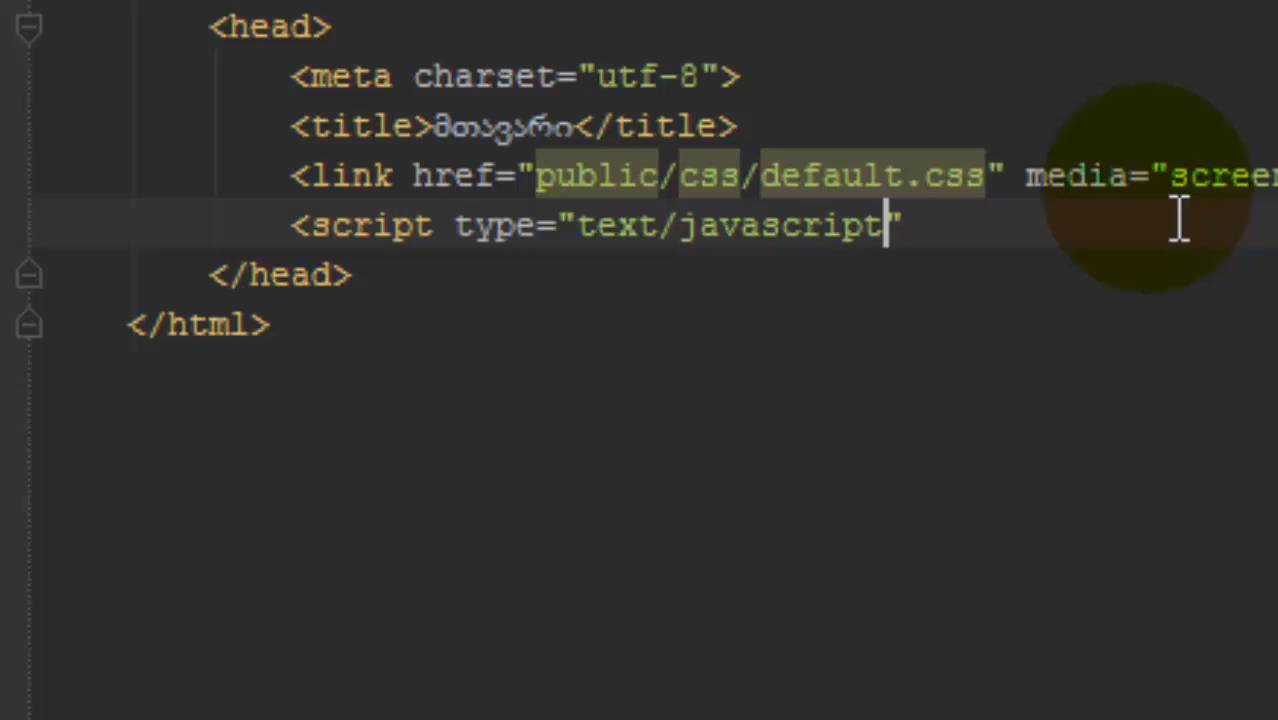 <head>
<meta charset="utf-8">
<title>მთავარი</title>
<link href="public/css/default.css" media="screen
<script type="text/javascript"
</head>
</html>